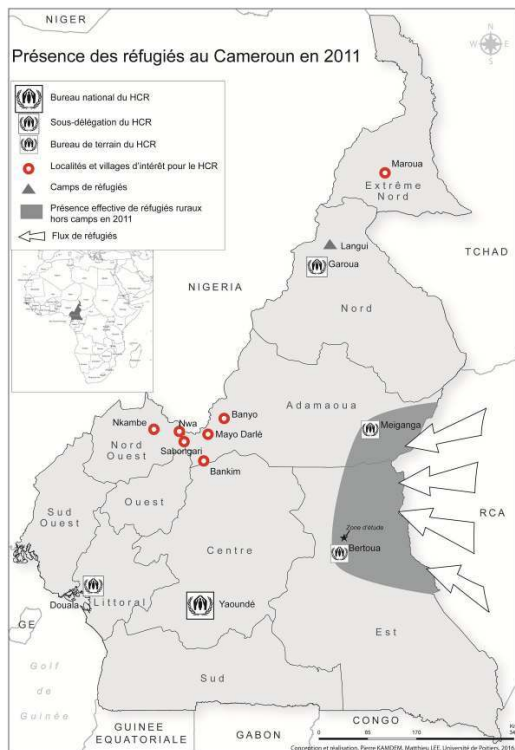 NIGER
Présence des réfugiés au Cameroun en 2011
N
W
E
S
Bureau national du HCR
Sous-délégation du HCR
Bureau de terrain du HCR
Localités et villages d'intérêt pour le HCR
Camps de réfugiés
Présence effective de réfugiés ruraux
hors camps en 2011
Flux de réfugiés
Maroua
Extrême
Nord
TCHAD
Langui
Garoua
NIGERIA
Nord
Adamaoua
Banyo
Nkambe
Nwa
Mayo Darlé
Meiganga
Nord
Ouest
Sabongari
Bankim
RCA
Sud
Ouest
Ouest
Centre
Zone d'étude
Bertoua
Douala
Littoral
Yaoundé
GE
Est
Golf
de
Guinée
Sud
GUINEE
EQUATORIALE
GABON
CONGO
0
Conception et réalisation, Pierre KAMDEM, Matthieu LEE, Université de Poitiers,